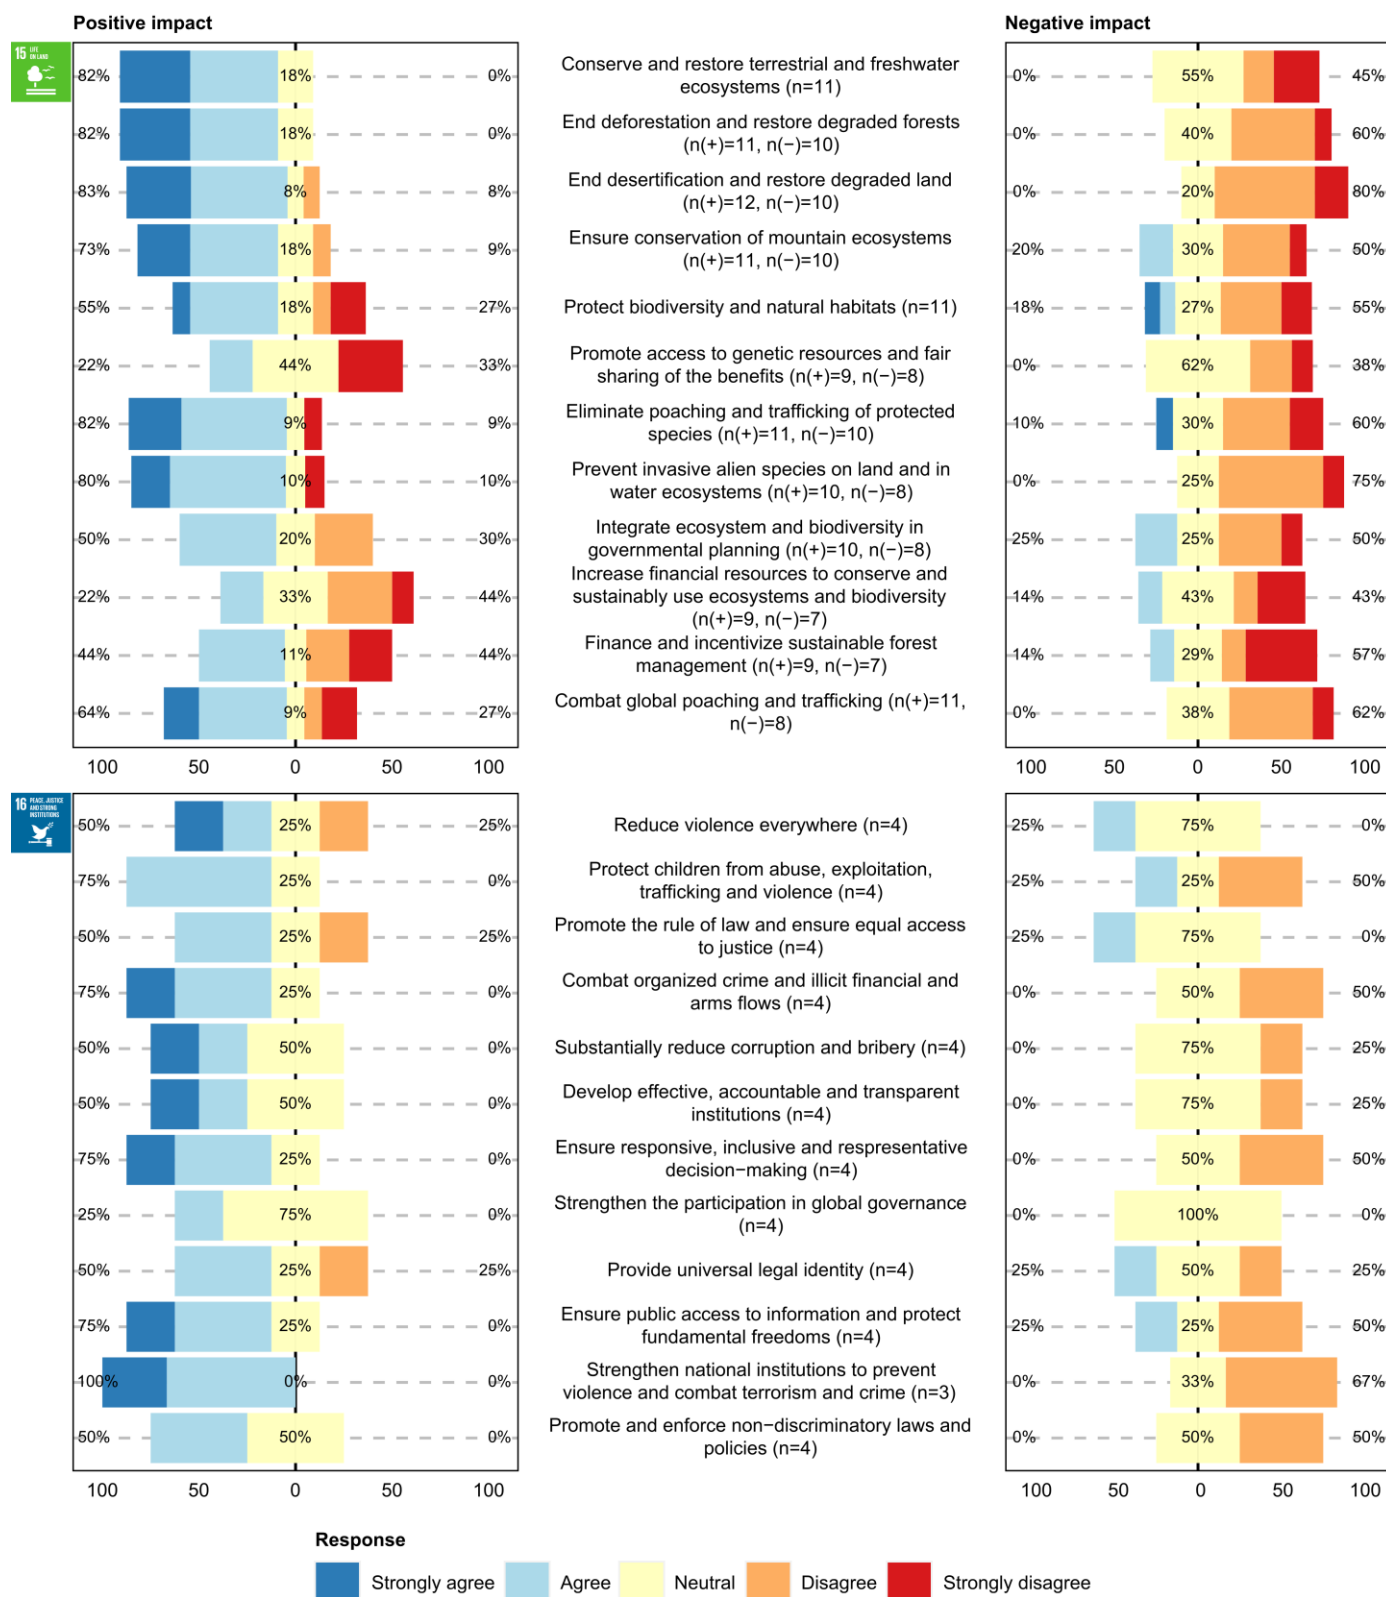 Positive impact
Negative impact
15 LIFE
ON LAND
82% 18% 0%
Conserve and restore terrestrial and freshwater
ecosystems (n=11)
0% 55% 45%
82% 18% 0%
End deforestation and restore degraded forests
(n(+)=11, n(−)=10)
0% 40% 60%
83% 8% 8%
End desertification and restore degraded land
(n(+)=12, n(−)=10)
0% 20% 80%
73% 18% 9%
Ensure conservation of mountain ecosystems
(n(+)=11, n(−)=10)
20% 30% 50%
55% 18% 27%
Protect biodiversity and natural habitats (n=11)
18% 27% 55%
22% 44% 33%
Promote access to genetic resources and fair
sharing of the benefits (n(+)=9, n(−)=8)
0% 62% 38%
82% 9% 9%
Eliminate poaching and trafficking of protected
species (n(+)=11, n(−)=10)
10% 30% 60%
80% 10% 10%
Prevent invasive alien species on land and in
water ecosystems (n(+)=10, n(−)=8)
0% 25% 75%
50% 20% 30%
Integrate ecosystem and biodiversity in
governmental planning (n(+)=10, n(−)=8)
25% 25% 50%
22% 33% 44%
Increase financial resources to conserve and
sustainably use ecosystems and biodiversity
(n(+)=9, n(−)=7)
14% 43% 43%
44% 11% 44%
Finance and incentivize sustainable forest
management (n(+)=9, n(−)=7)
14% 29% 57%
64% 9% 27%
Combat global poaching and trafficking (n(+)=11,
n(−)=8)
0% 38% 62%
100 50 0 50 100
100 50 0 50 100
16 PEACE, JUSTICE
AND STRONG
INSTITUTIONS
50% 25% 25%
Reduce violence everywhere (n=4)
25% 75% 0%
75% 25% 0%
Protect children from abuse, exploitation,
trafficking and violence (n=4)
25% 25% 50%
50% 25% 25%
Promote the rule of law and ensure equal access
to justice (n=4)
25% 75% 0%
75% 25% 0%
Combat organized crime and illicit financial and
arms flows (n=4)
0% 50% 50%
50% 50% 0%
Substantially reduce corruption and bribery (n=4)
0% 75% 25%
50% 50% 0%
Develop effective, accountable and transparent
institutions (n=4)
0% 75% 25%
75% 25% 0%
Ensure responsive, inclusive and respresentative
decision−making (n=4)
0% 50% 50%
25% 75% 0%
Strengthen the participation in global governance
(n=4)
0% 100% 0%
50% 25% 25%
Provide universal legal identity (n=4)
25% 50% 25%
75% 25% 0%
Ensure public access to information and protect
fundamental freedoms (n=4)
25% 25% 50%
100% 0% 0%
Strengthen national institutions to prevent
violence and combat terrorism and crime (n=3)
0% 33% 67%
50% 50% 0%
Promote and enforce non−discriminatory laws and
policies (n=4)
0% 50% 50%
100 50 0 50 100
100 50 0 50 100
Response
Strongly agree Agree Neutral Disagree Strongly disagree